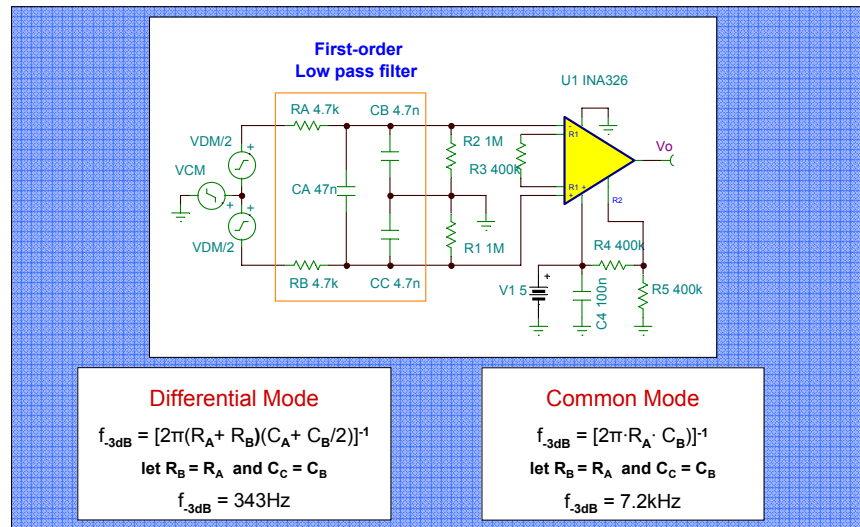 First-order
Low pass filter
U1 INA326
RA 4.7k
CB 4.7n
VDM/2
R2 1M
-
R1
R3 400k
Vo
VCM
CA 47n
R1
+
+
R2
VDM/2
R1 1M
R4 400k
RB 4.7k
CC 4.7n
V1 5
C4 100n
R5 400k
Differential Mode
f-3dB = [2π(RA+ RB)(CA+ CB/2)]-1
let RB = RA and CC = CB
f-3dB = 343Hz
Common Mode
f-3dB = [2π·RA· CB)]-1
let RB = RA and CC = CB
f-3dB = 7.2kHz